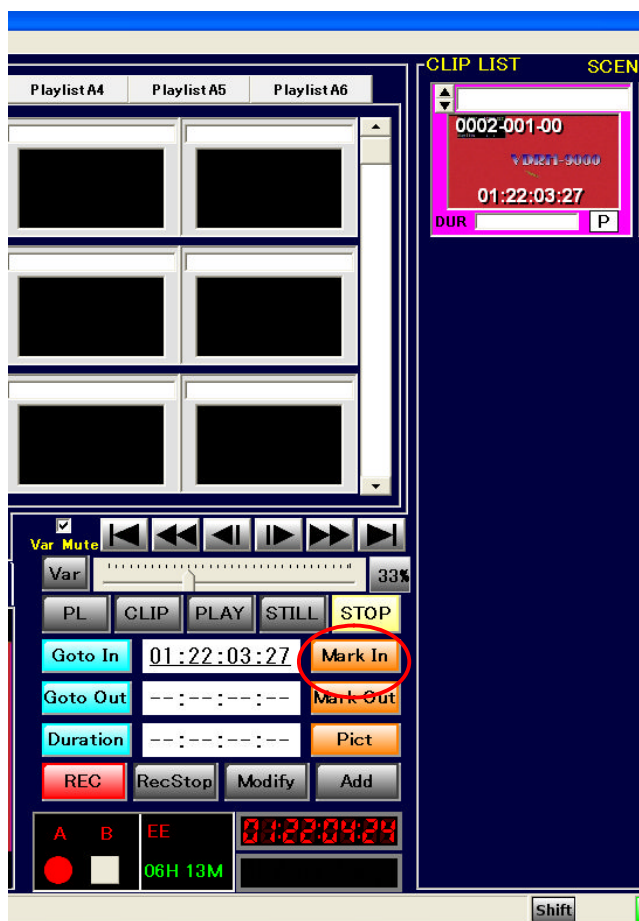 CLIP LIST SCEN
Playlist A4 Playlist A5 Playlist A6
0002-001-00
VDRM-9000
01:22:03:27
DUR P
Var Mute
Var 33%
PL CLIP PLAY STILL STOP
Goto In 01:22:03:27 Mark In
Goto Out --:--:--:-- Mark Out
Duration --:--:--:-- Pict
REC RecStop Modify Add
A B EE 01:22:04:24
06H 13M
Shift